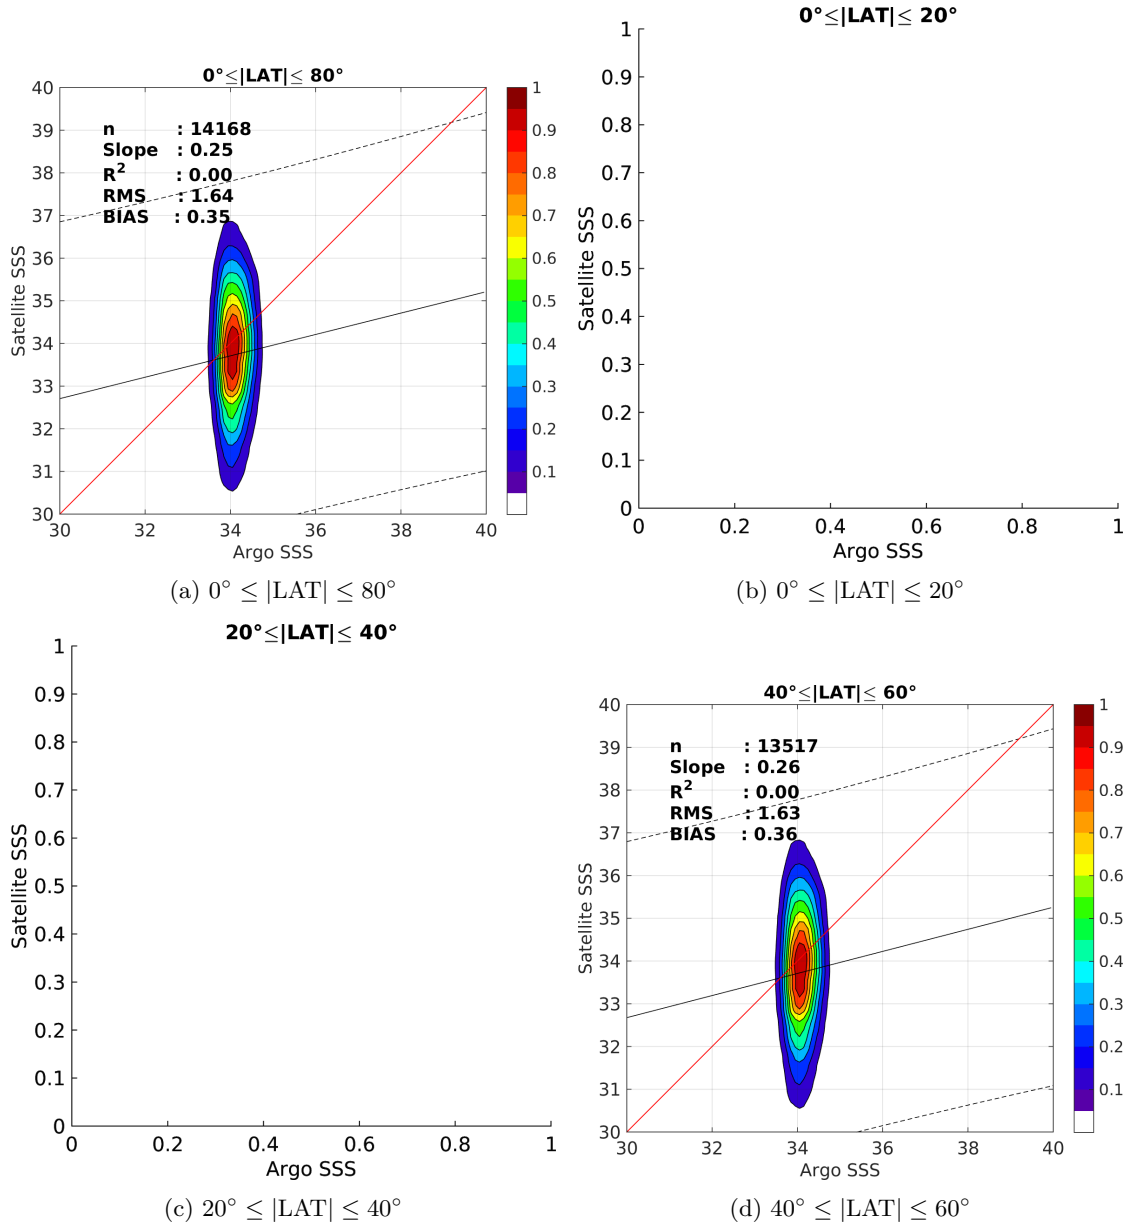 0°≤|LAT|≤ 80°
40
39
38
37
36
35
34
33
32
31
30
n : 14168
Slope : 0.25
R² : 0.00
RMS : 1.64
BIAS : 0.35
Satellite SSS
30 32 34 36 38 40
Argo SSS
1
0.9
0.8
0.7
0.6
0.5
0.4
0.3
0.2
0.1
(a) 0° ≤ |LAT| ≤ 80°
0°≤|LAT|≤ 20°
1
0.9
0.8
0.7
0.6
0.5
0.4
0.3
0.2
0.1
0
Satellite SSS
0 0.2 0.4 0.6 0.8 1
Argo SSS
(b) 0° ≤ |LAT| ≤ 20°
20°≤|LAT|≤ 40°
1
0.9
0.8
0.7
0.6
0.5
0.4
0.3
0.2
0.1
0
Satellite SSS
0 0.2 0.4 0.6 0.8 1
Argo SSS
(c) 20° ≤ |LAT| ≤ 40°
40°≤|LAT|≤ 60°
40
39
38
37
36
35
34
33
32
31
30
n : 13517
Slope : 0.26
R² : 0.00
RMS : 1.63
BIAS : 0.36
Satellite SSS
30 32 34 36 38 40
Argo SSS
1
0.9
0.8
0.7
0.6
0.5
0.4
0.3
0.2
0.1
(d) 40° ≤ |LAT| ≤ 60°